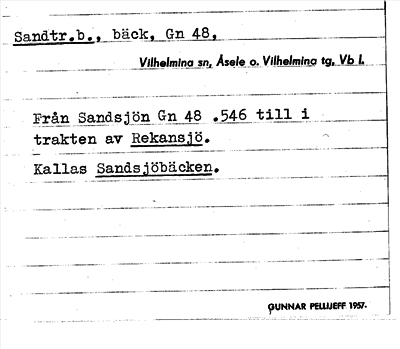 Sandtr.b., bäck, Gn 48,
Vilhelmina sn, Åsele o. Vilhelmina tg, Vb l.
Från Sandsjön Gn 48 .546 till i
trakten av Rekansjö.
Kallas Sandsjöbäcken.
GUNNAR PELLIJEFF 1957.